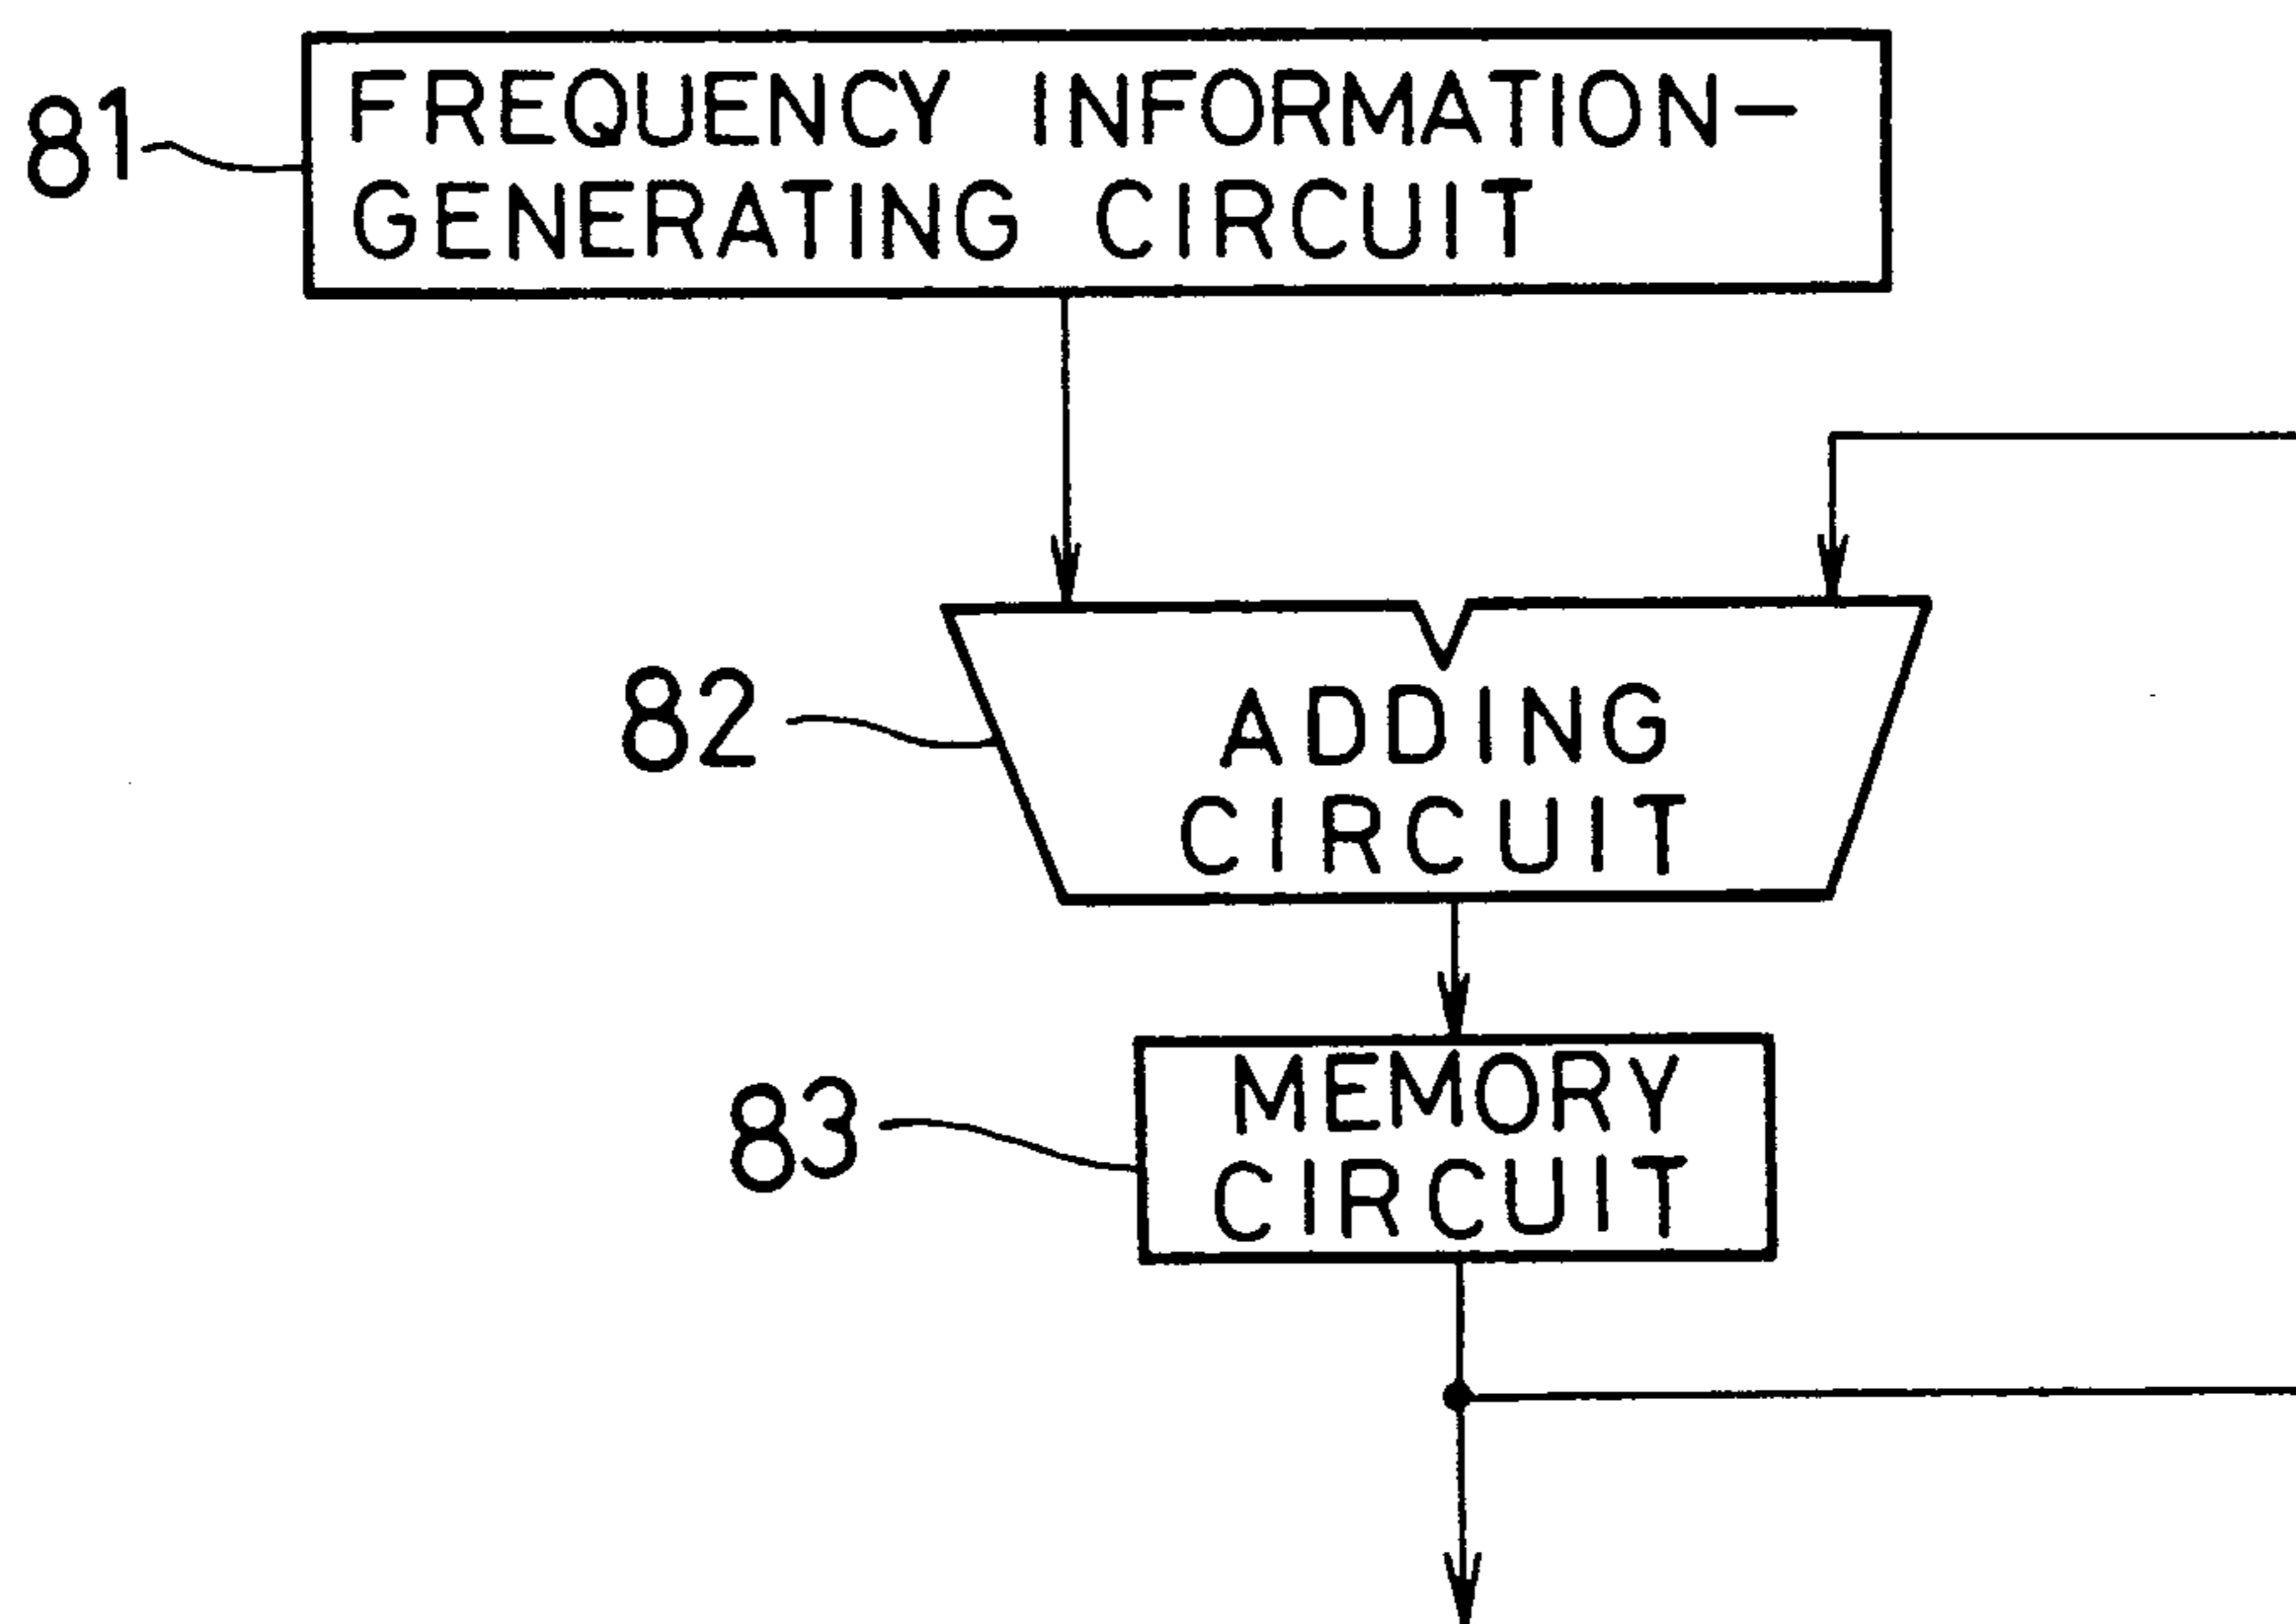 81
FREQUENCY INFORMATION-
GENERATING CIRCUIT
82
ADDING
CIRCUIT
83
MEMORY
CIRCUIT